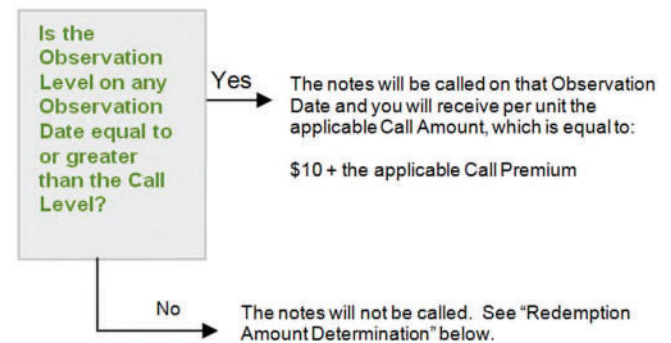 Is the
Observation
Level on any
Observation
Date equal to
or greater
than the Call
Level?
Yes
The notes will be called on that Observation
Date and you will receive per unit the
applicable Call Amount, which is equal to:
$10 + the applicable Call Premium
No
The notes will not be called. See “Redemption
Amount Determination” below.